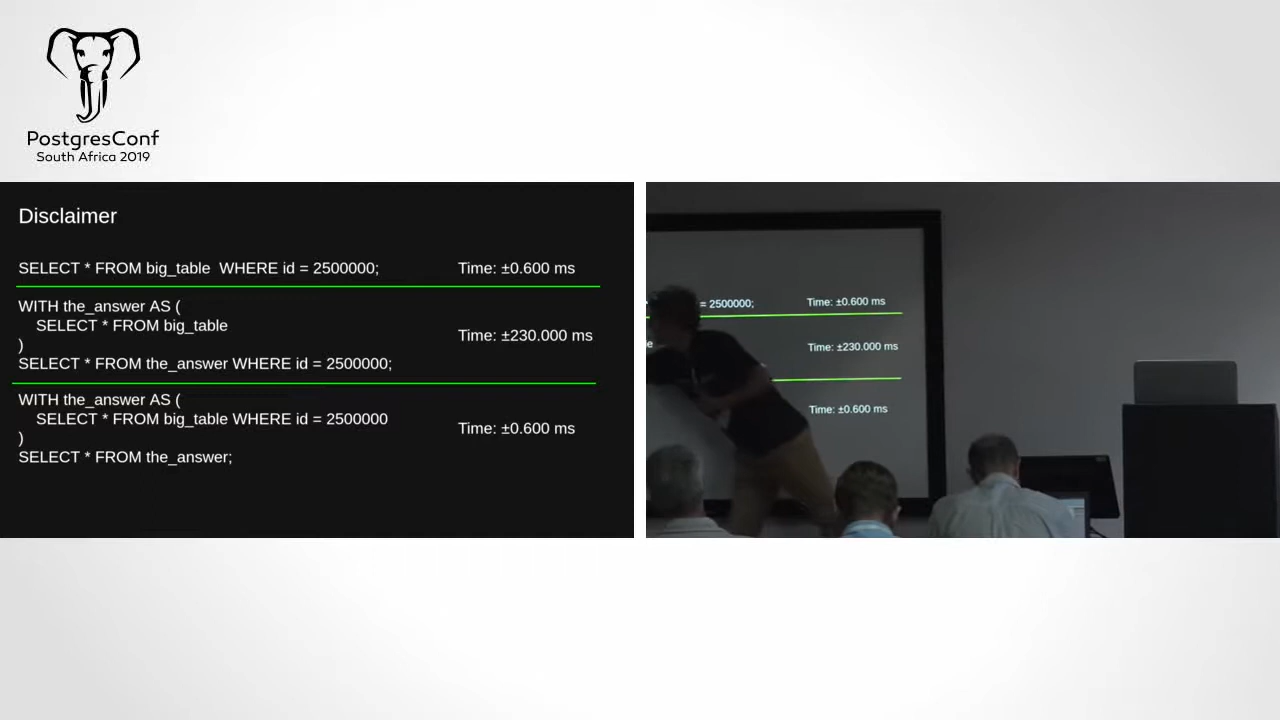 PostgresConf
South Africa 2019
Disclaimer
SELECT * FROM big_table  WHERE id = 2500000;
Time: ±0.600 ms
WITH the_answer AS (
SELECT * FROM big_table
)
SELECT * FROM the_answer WHERE id = 2500000;
Time: ±230.000 ms
WITH the_answer AS (
SELECT * FROM big_table WHERE id = 2500000
)
SELECT * FROM the_answer;
Time: ±0.600 ms
= 2500000;
Time: ±0.600 ms
le
Time: ±230.000 ms
Time: ±0.600 ms